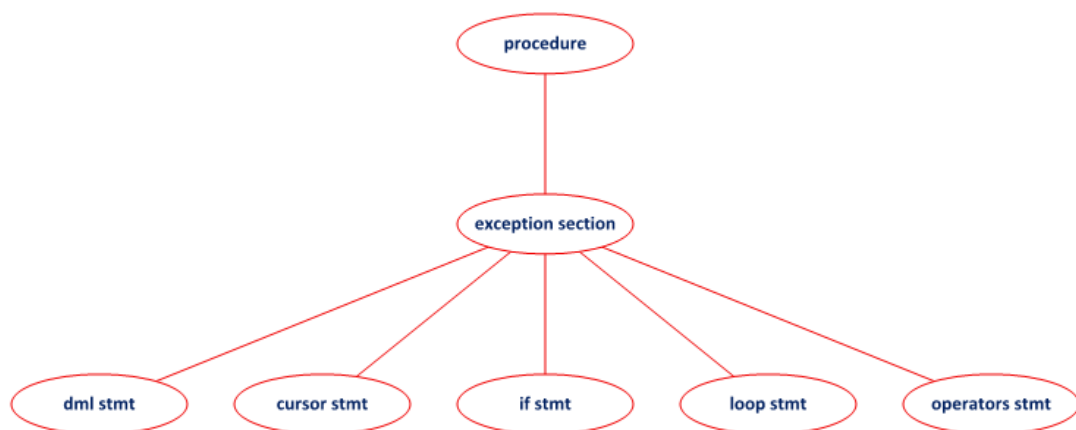 procedure
exception section
dml stmt
cursor stmt
if stmt
loop stmt
operators stmt